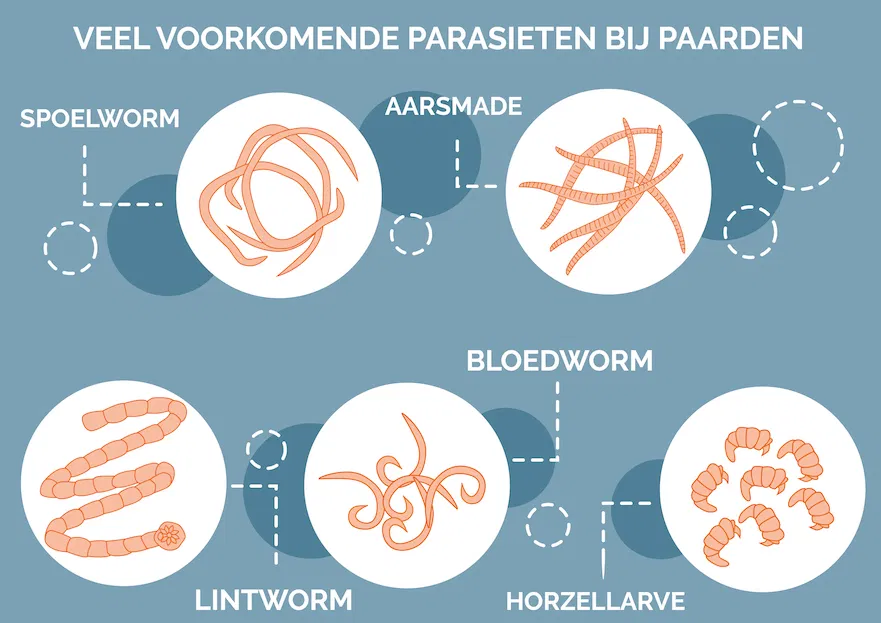 VEEL VOORKOMENDE PARASIETEN BIJ PAARDEN
SPOELWORM
AARSMADE
BLOEDWORM
LINTWORM
HORZELLARVE